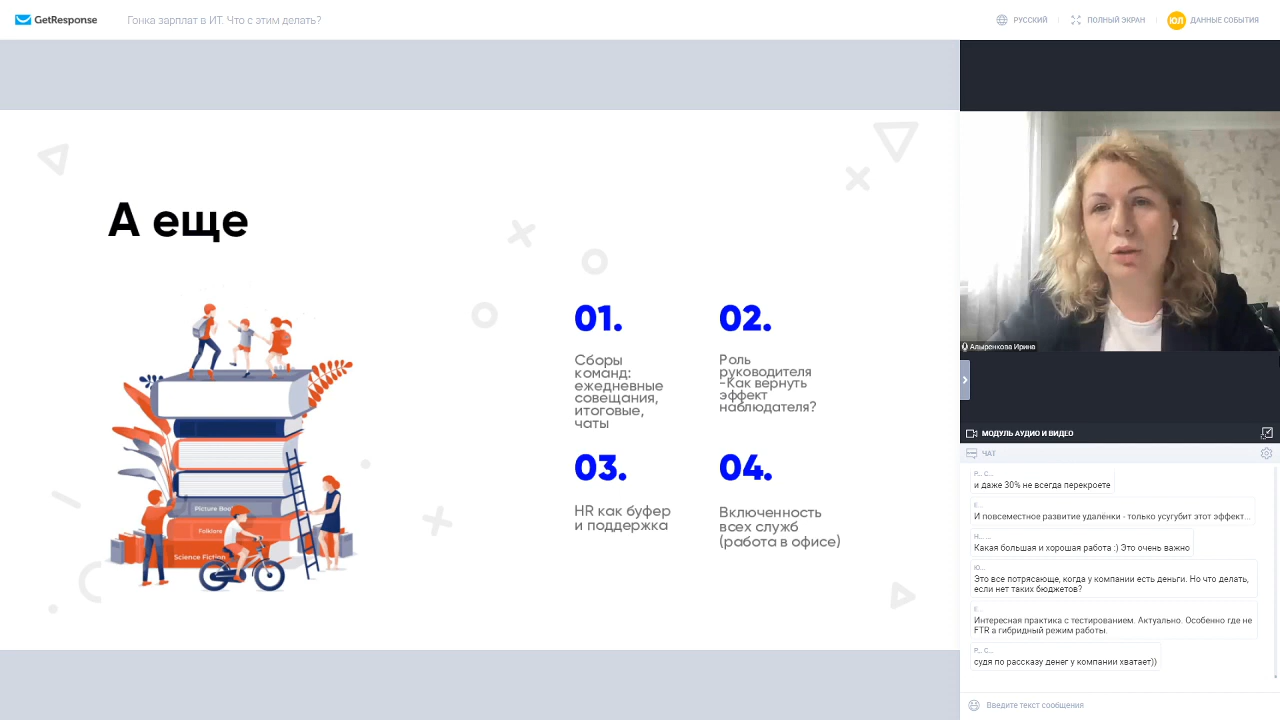 GetResponse
Гонка зарплат в ИТ. Что с этим делать?
РУССКИЙ
ПОЛНЫЙ ЭКРАН
ЮЛ
ДАННЫЕ СОБЫТИЯ
А еще
01.
Сборы
команд:
ежедневные
совещания,
итоговые,
чаты
02.
Роль
руководителя
-Как вернуть
эффект
наблюдателя?
03.
HR как буфер
и поддержка
04.
Включенность
всех служб
(работа в офисе)
Picture Boo
Folklore
Science Fiction
Алыренкова Ирина
МОДУЛЬ АУДИО И ВИДЕО
ЧАТ
Р... С...
и даже 30% не всегда перекроете
Е...
И повсеместное развитие удаленки - только усугубит этот эффект...
Н... ...
Какая большая и хорошая работа :) Это очень важно
Ю...
Это все потрясающе, когда у компании есть деньги. Но что делать,
если нет таких бюджетов?
Е...
Интересная практика с тестированием. Актуально. Особенно где не
FTR а гибридный режим работы.
Р... С...
судя по рассказу денег у компании хватает))
Введите текст сообщения